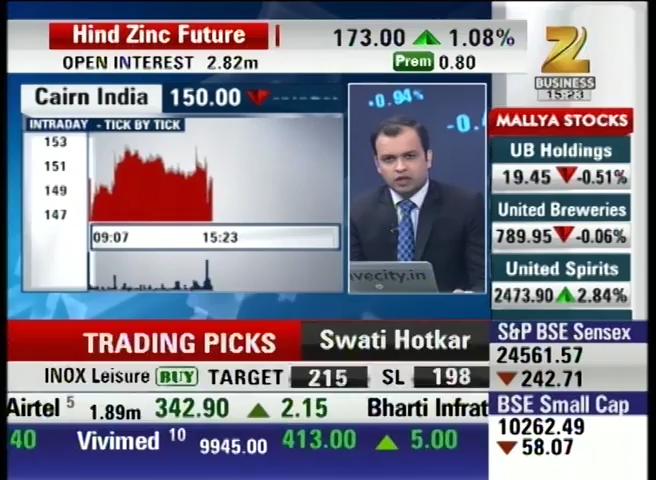 Hind Zinc Future 173.00 1.08%
OPEN INTEREST 2.82m Prem 0.80
Z
BUSINESS
15:23
Cairn India 150.00
INTRADAY - TICK BY TICK
153
151
149
147
09:07 15:23
-0.94%
-0.
vecity.in
MALLYA STOCKS
UB Holdings
19.45 -0.51%
United Breweries
789.95 -0.06%
United Spirits
2473.90 2.84%
TRADING PICKS Swati Hotkar
INOX Leisure BUY TARGET 215 SL 198
Airtel 5 1.89m 342.90 2.15 Bharti Infrat
40 Vivimed 10 9945.00 413.00 5.00
S&P BSE Sensex
24561.57
242.71
BSE Small Cap
10262.49
58.07